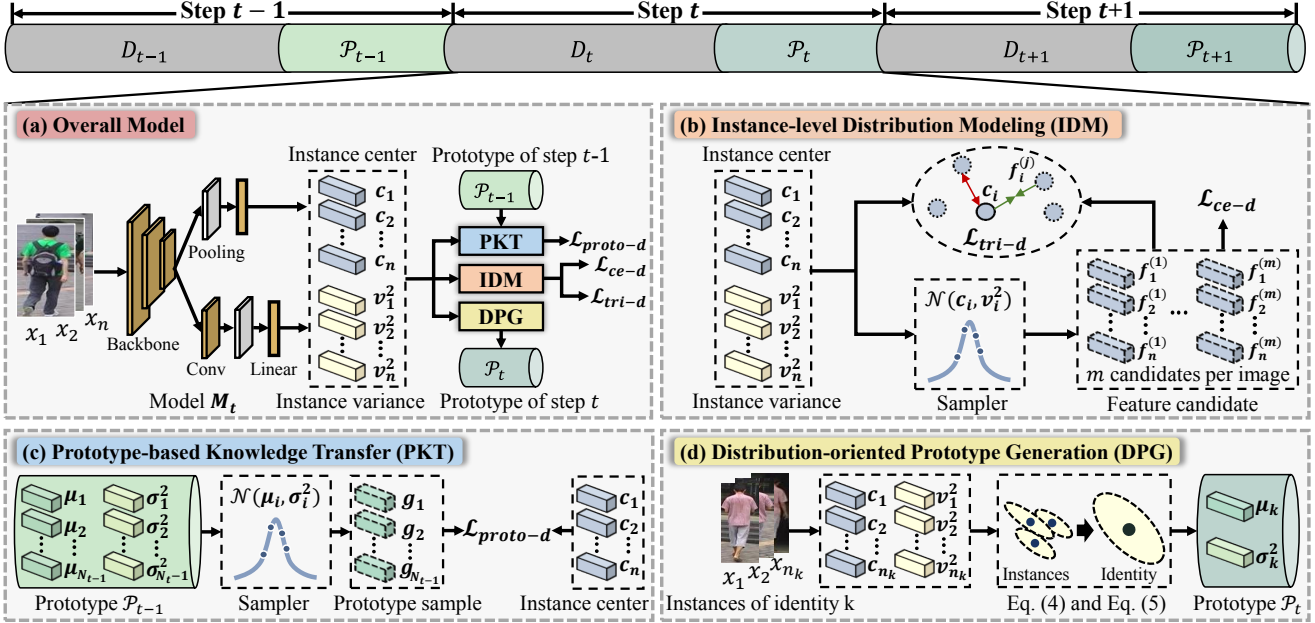 Step t − 1
Step t
Step t+1
D_{t−1}
𝒫_{t−1}
D_t
𝒫_t
D_{t+1}
𝒫_{t+1}
(a) Overall Model
Instance center
Prototype of step t-1
𝒫_{t−1}
c_1
c_2
c_n
v_1^2
v_2^2
v_n^2
Pooling
x_1 x_2 x_n
Backbone
Conv
Linear
Model M_t
Instance variance
PKT
IDM
DPG
ℒ_{proto−d}
ℒ_{ce−d}
ℒ_{tri−d}
𝒫_t
Prototype of step t
(b) Instance-level Distribution Modeling (IDM)
Instance center
c_1
c_2
c_n
v_1^2
v_2^2
v_n^2
Instance variance
c_i
f_i^{(j)}
ℒ_{tri−d}
𝒩(c_i, v_i^2)
Sampler
ℒ_{ce−d}
f_1^{(1)} f_1^{(m)}
f_2^{(1)} ... f_2^{(m)}
f_n^{(1)} f_n^{(m)}
m candidates per image
Feature candidate
(c) Prototype-based Knowledge Transfer (PKT)
μ_1 σ_1^2
μ_2 σ_2^2
μ_{N_{t−1}} σ_{N_{t−1}}^2
Prototype 𝒫_{t−1}
𝒩(μ_i, σ_i^2)
Sampler
g_1
g_2
g_{N_{t−1}}
Prototype sample
ℒ_{proto−d}
c_1
c_2
c_n
Instance center
(d) Distribution-oriented Prototype Generation (DPG)
x_1 x_2 x_{n_k}
Instances of identity k
c_1 v_1^2
c_2 v_2^2
c_{n_k} v_{n_k}^2
Instances
Identity
Eq. (4) and Eq. (5)
μ_k
σ_k^2
Prototype 𝒫_t